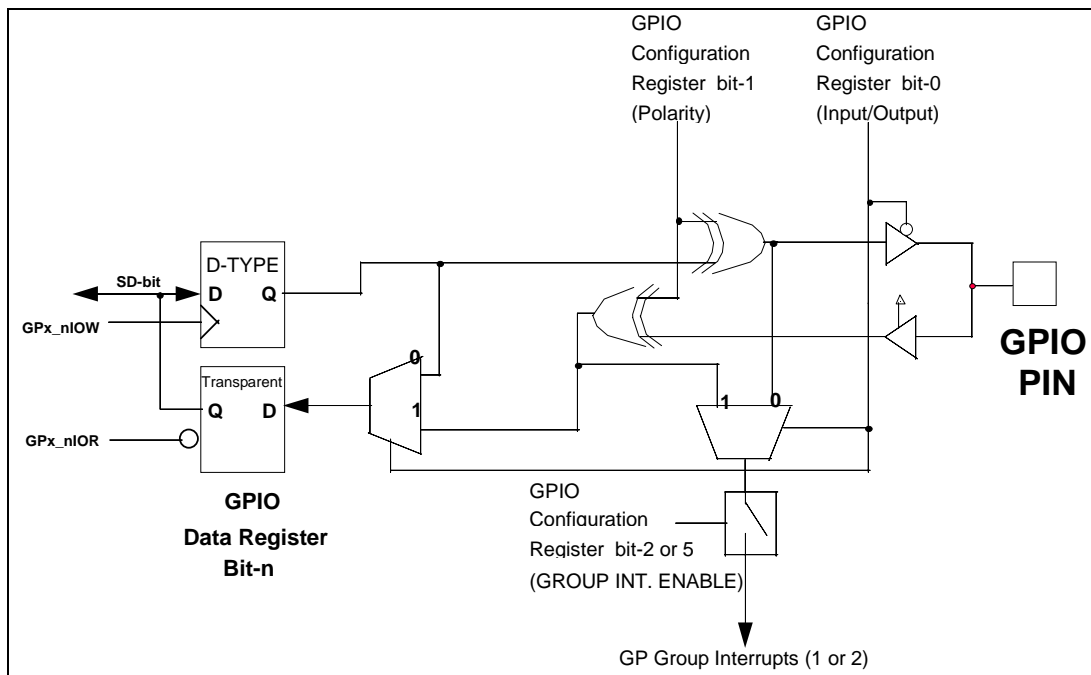 GPIO
Configuration
Register bit-1
(Polarity)
GPIO
Configuration
Register bit-0
(Input/Output)
D-TYPE
SD-bit
D
Q
GPx_nIOW
0
1
Transparent
Q
D
GPx_nIOR
1
0
GPIO
PIN
GPIO
Data Register
Bit-n
GPIO
Configuration
Register bit-2 or 5
(GROUP INT. ENABLE)
GP Group Interrupts (1 or 2)